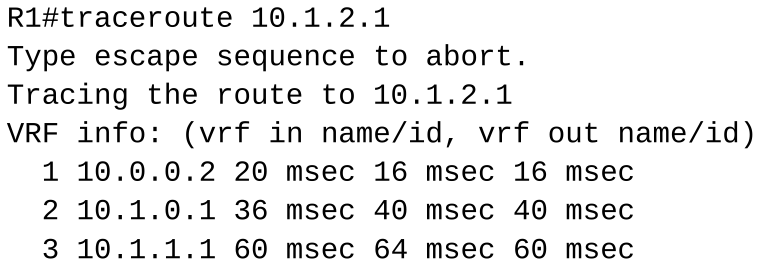 R1#traceroute 10.1.2.1
Type escape sequence to abort.
Tracing the route to 10.1.2.1
VRF info: (vrf in name/id, vrf out name/id)
  1 10.0.0.2 20 msec 16 msec 16 msec
  2 10.1.0.1 36 msec 40 msec 40 msec
  3 10.1.1.1 60 msec 64 msec 60 msec